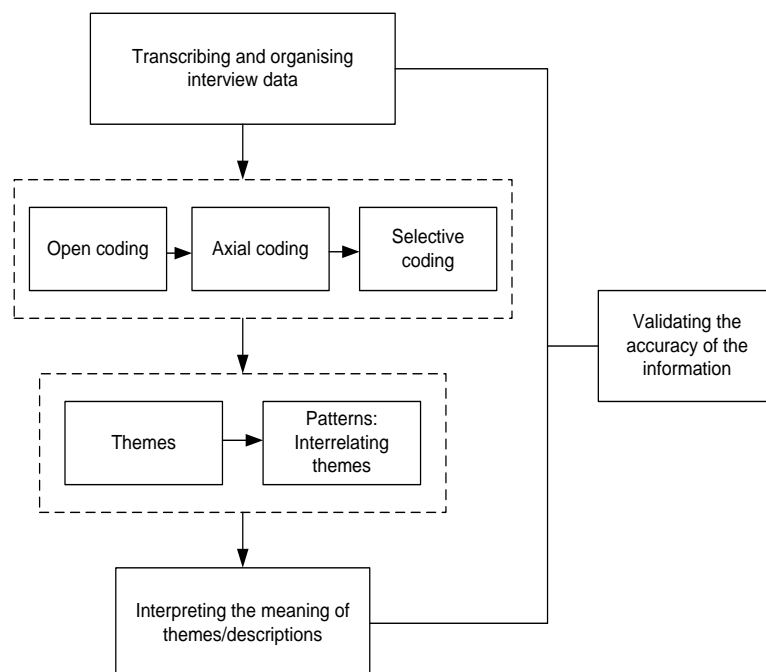 Transcribing and organising
interview data
Open coding
Axial coding
Selective
coding
Validating the
accuracy of the
information
Themes
Patterns:
Interrelating
themes
Interpreting the meaning of
themes/descriptions